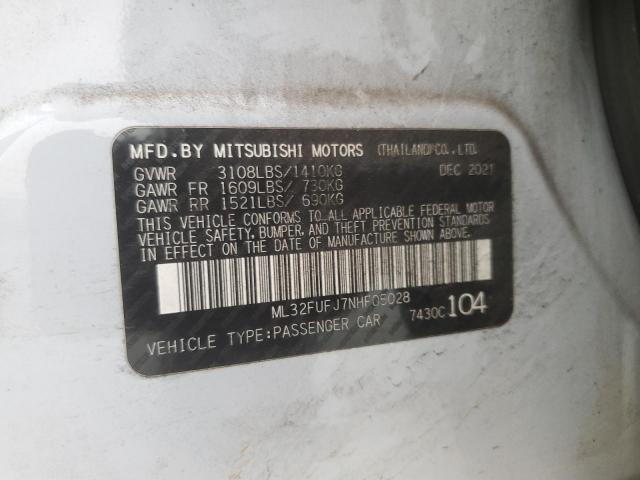 MFD.BY MITSUBISHI MOTORS (THAILAND)CO.,LTD.
GVWR 3108LBS/1410KG DEC 2021
GAWR FR 1609LBS/ 730KG
GAWR RR 1521LBS/ 690KG
THIS VEHICLE CONFORMS TO ALL APPLICABLE FEDERAL MOTOR
VEHICLE SAFETY, BUMPER, AND THEFT PREVENTION STANDARDS
IN EFFECT ON THE DATE OF MANUFACTURE SHOWN ABOVE.
ML32FUFJ7NHF09028
VEHICLE TYPE:PASSENGER CAR 7430C 104